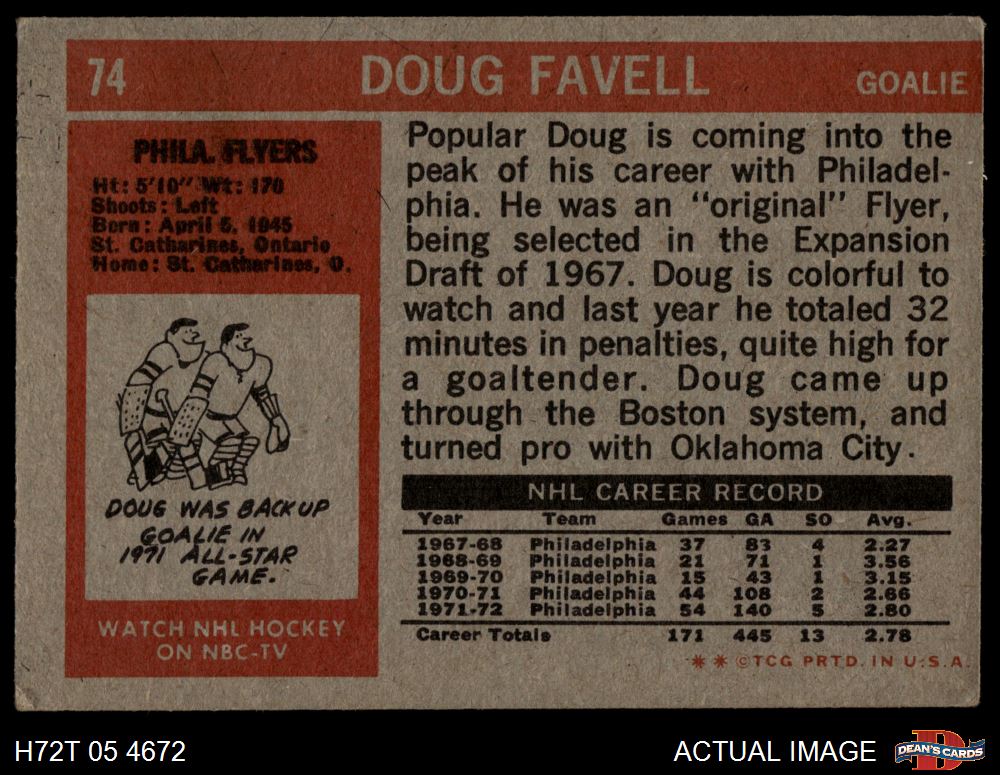 74 DOUG FAVELL GOALIE
PHILA. FLYERS
Ht: 5'10" Wt: 170
Shoots: Left
Born: April 5, 1945
St. Catharines, Ontario
Home: St. Catharines, O.
DOUG WAS BACKUP
GOALIE IN
1971 ALL-STAR
GAME.
WATCH NHL HOCKEY
ON NBC-TV
Popular Doug is coming into the
peak of his career with Philadel-
phia. He was an "original" Flyer,
being selected in the Expansion
Draft of 1967. Doug is colorful to
watch and last year he totaled 32
minutes in penalties, quite high for
a goaltender. Doug came up
through the Boston system, and
turned pro with Oklahoma City.
NHL CAREER RECORD
Year Team Games GA SO Avg.
1967-68 Philadelphia 37 83 4 2.27
1968-69 Philadelphia 21 71 1 3.56
1969-70 Philadelphia 15 43 1 3.15
1970-71 Philadelphia 44 108 2 2.66
1971-72 Philadelphia 54 140 5 2.80
Career Totals 171 445 13 2.78
* * ©TCG PRTD. IN U.S.A.
H72T 05 4672 ACTUAL IMAGE DEAN'S CARDS